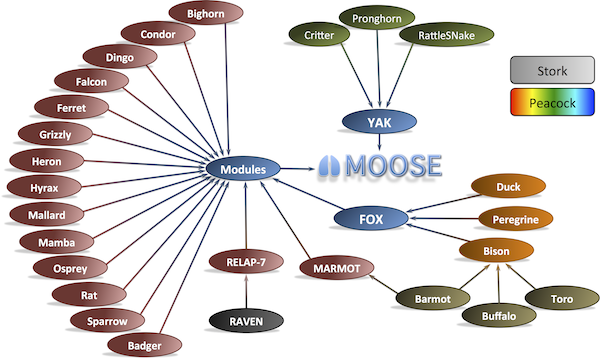 Bighorn
Pronghorn
Condor
Critter
RattleSNake
Dingo
Stork
Falcon
Peacock
Ferret
YAK
Grizzly
Heron
Modules
MOOSE
Hyrax
Duck
Mallard
FOX
Peregrine
Mamba
Bison
Osprey
RELAP-7
MARMOT
Rat
Barmot
Toro
Sparrow
RAVEN
Buffalo
Badger